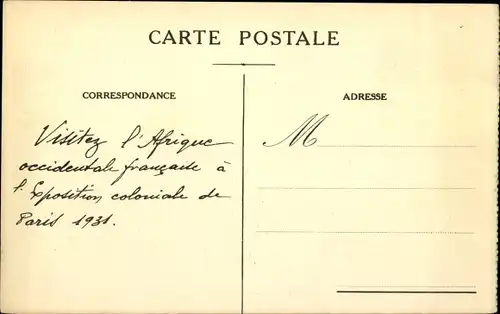 CARTE POSTALE
CORRESPONDANCE
ADRESSE
Visitez l'Afrique
occidentale française à
l'Exposition coloniale de
Paris 1931.
M